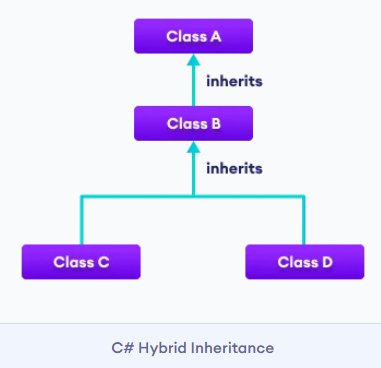 Class A
inherits
Class B
inherits
Class C
Class D
C# Hybrid Inheritance